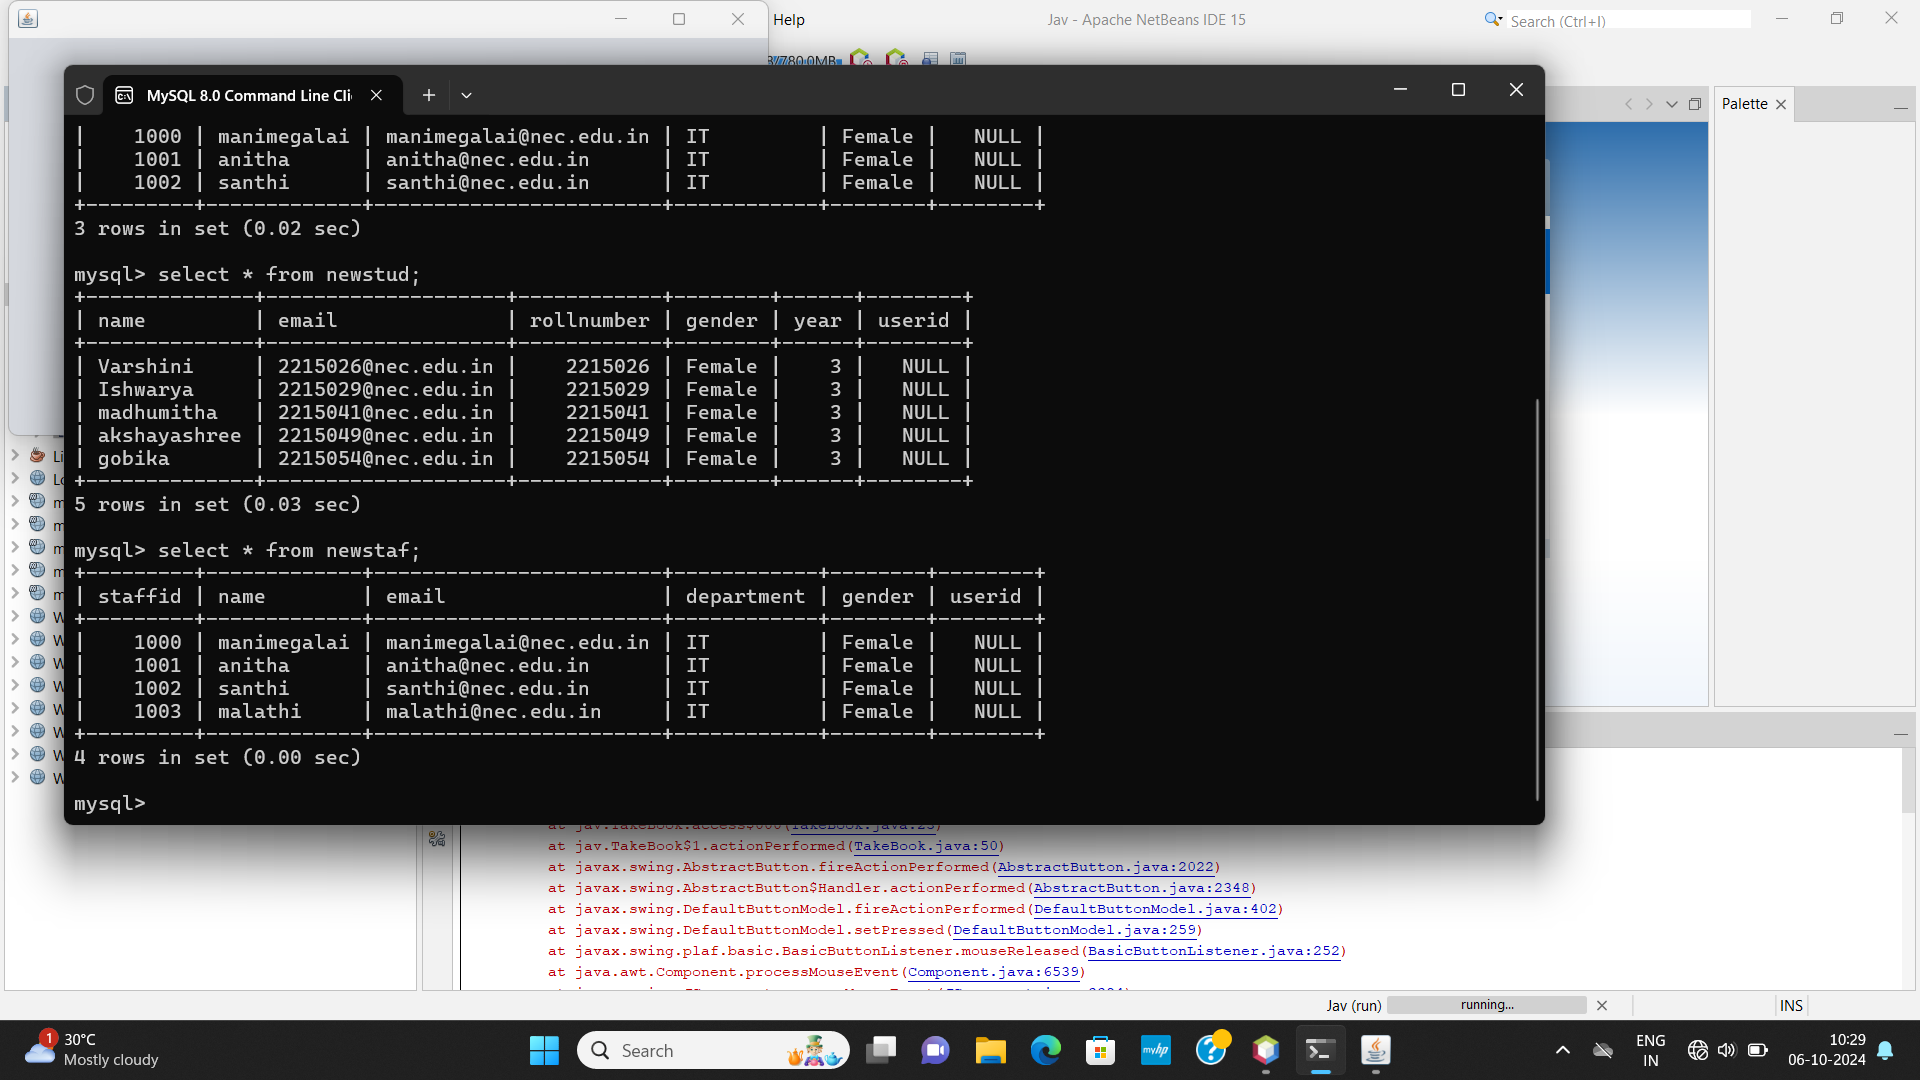 Help
Jav - Apache NetBeans IDE 15
Search (Ctrl+I)
MySQL 8.0 Command Line Cli
Palette
| 1000 | manimegalai | manimegalai@nec.edu.in | IT | Female | NULL |
| 1001 | anitha | anitha@nec.edu.in | IT | Female | NULL |
| 1002 | santhi | santhi@nec.edu.in | IT | Female | NULL |
3 rows in set (0.02 sec)
mysql> select * from newstud;
| name | email | rollnumber | gender | year | userid |
| Varshini | 2215026@nec.edu.in | 2215026 | Female | 3 | NULL |
| Ishwarya | 2215029@nec.edu.in | 2215029 | Female | 3 | NULL |
| madhumitha | 2215041@nec.edu.in | 2215041 | Female | 3 | NULL |
| akshayashree | 2215049@nec.edu.in | 2215049 | Female | 3 | NULL |
| gobika | 2215054@nec.edu.in | 2215054 | Female | 3 | NULL |
5 rows in set (0.03 sec)
mysql> select * from newstaf;
| staffid | name | email | department | gender | userid |
| 1000 | manimegalai | manimegalai@nec.edu.in | IT | Female | NULL |
| 1001 | anitha | anitha@nec.edu.in | IT | Female | NULL |
| 1002 | santhi | santhi@nec.edu.in | IT | Female | NULL |
| 1003 | malathi | malathi@nec.edu.in | IT | Female | NULL |
4 rows in set (0.00 sec)
mysql>
at jav.TakeBook$1.actionPerformed(TakeBook.java:50)
at javax.swing.AbstractButton.fireActionPerformed(AbstractButton.java:2022)
at javax.swing.AbstractButton$Handler.actionPerformed(AbstractButton.java:2348)
at javax.swing.DefaultButtonModel.fireActionPerformed(DefaultButtonModel.java:402)
at javax.swing.DefaultButtonModel.setPressed(DefaultButtonModel.java:259)
at javax.swing.plaf.basic.BasicButtonListener.mouseReleased(BasicButtonListener.java:252)
at java.awt.Component.processMouseEvent(Component.java:6539)
Jav (run)
running...
INS
1
30°C
Mostly cloudy
Search
myhp
ENG
IN
10:29
06-10-2024